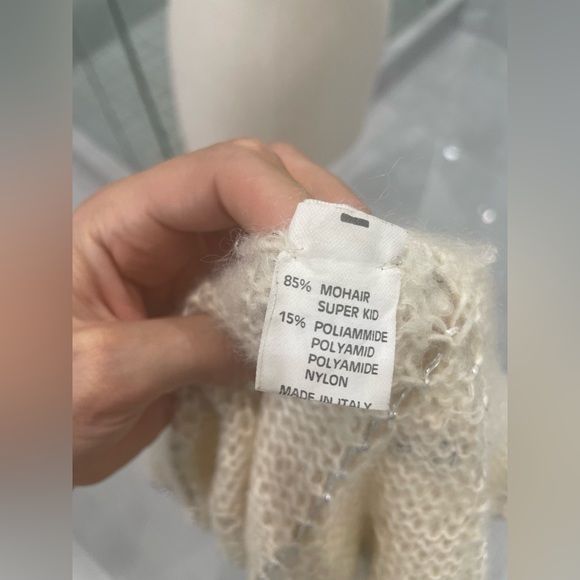 85% MOHAIR
SUPER KID
15% POLIAMMIDE
POLYAMID
POLYAMIDE
NYLON
MADE IN ITALY